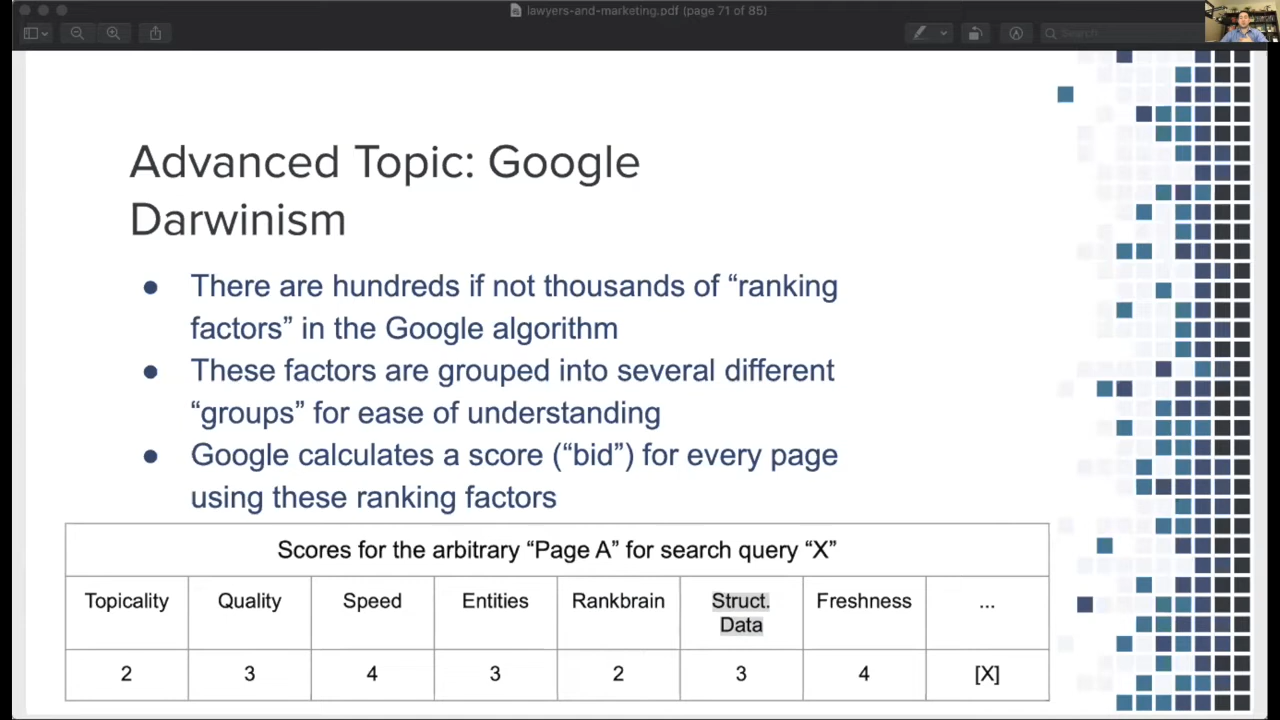 lawyers-and-marketing.pdf (page 71 of 85)
Search
Advanced Topic: Google
Darwinism
● There are hundreds if not thousands of “ranking
factors” in the Google algorithm
● These factors are grouped into several different
“groups” for ease of understanding
● Google calculates a score (“bid”) for every page
using these ranking factors
Scores for the arbitrary “Page A” for search query “X”
Topicality Quality Speed Entities Rankbrain Struct. Data Freshness ...
2 3 4 3 2 3 4 [X]